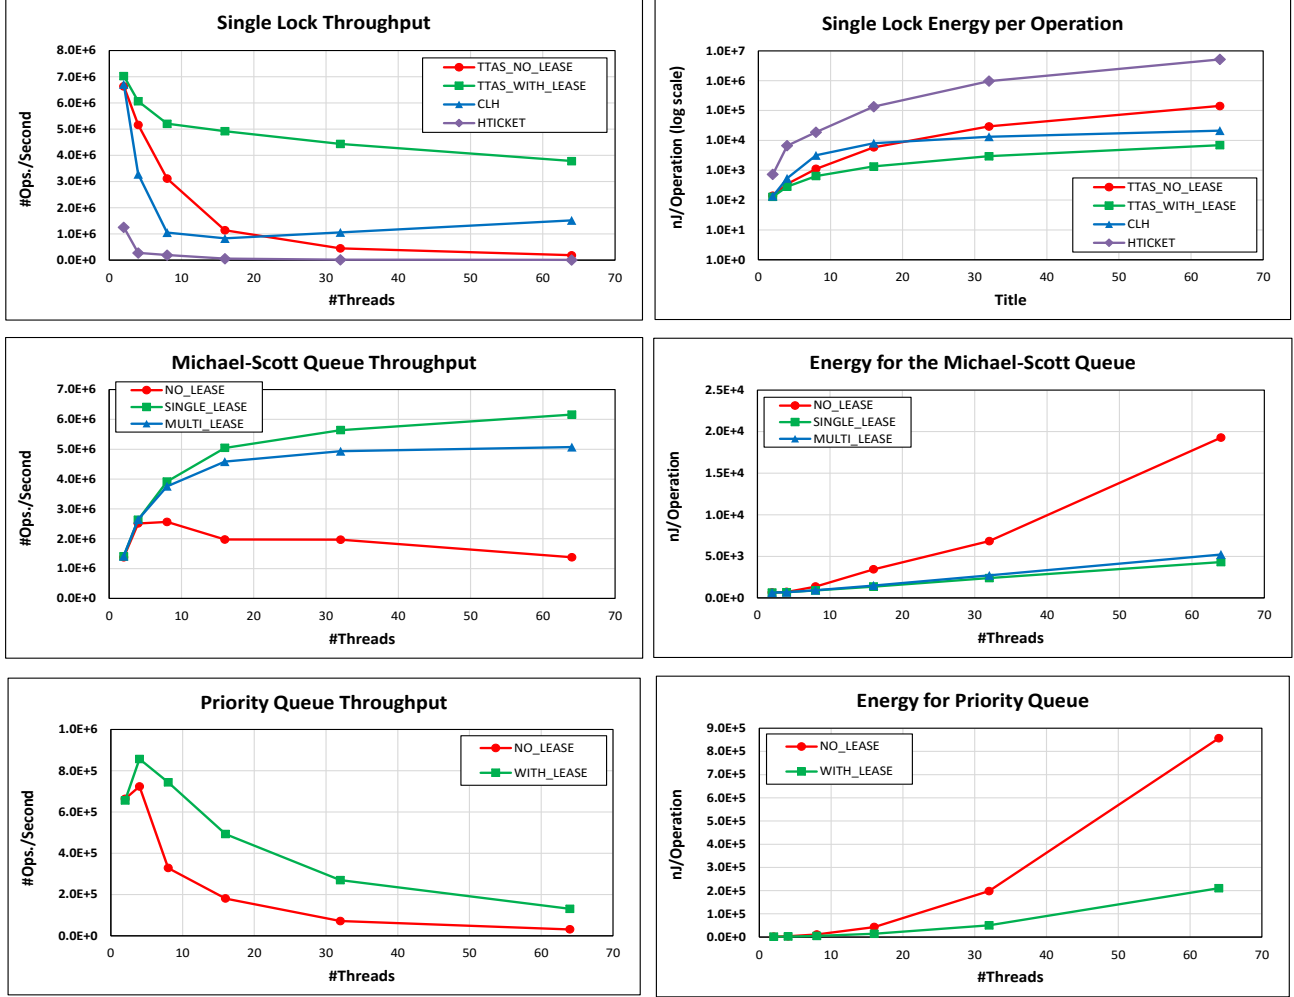 Single Lock Throughput
#Ops,/Second
8.0E+6
7.0E+6
6.0E+6
5.0E+6
4.0E+6
3.0E+6
2.0E+6
1.0E+6
0.0E+0
TTAS_NO_LEASE
TTAS_WITH_LEASE
CLH
HTICKET
0 10 20 30 40 50 60 70
#Threads
Single Lock Energy per Operation
nJ/Operation (log scale)
1.0E+7
1.0E+6
1.0E+5
1.0E+4
1.0E+3
1.0E+2
1.0E+1
1.0E+0
TTAS_NO_LEASE
TTAS_WITH_LEASE
CLH
HTICKET
0 10 20 30 40 50 60 70
Title
Michael-Scott Queue Throughput
#Ops./Second
7.0E+6
6.0E+6
5.0E+6
4.0E+6
3.0E+6
2.0E+6
1.0E+6
0.0E+0
NO_LEASE
SINGLE_LEASE
MULTI_LEASE
0 10 20 30 40 50 60 70
#Threads
Energy for the Michael-Scott Queue
nJ/Operation
2.5E+4
2.0E+4
1.5E+4
1.0E+4
5.0E+3
0.0E+0
NO_LEASE
SINGLE_LEASE
MULTI_LEASE
0 10 20 30 40 50 60 70
#Threads
Priority Queue Throughput
#Ops./Second
1.0E+6
8.0E+5
6.0E+5
4.0E+5
2.0E+5
0.0E+0
NO_LEASE
WITH_LEASE
0 10 20 30 40 50 60 70
#Threads
Energy for Priority Queue
nJ/Operation
9.0E+5
8.0E+5
7.0E+5
6.0E+5
5.0E+5
4.0E+5
3.0E+5
2.0E+5
1.0E+5
0.0E+0
NO_LEASE
WITH_LEASE
0 10 20 30 40 50 60 70
#Threads